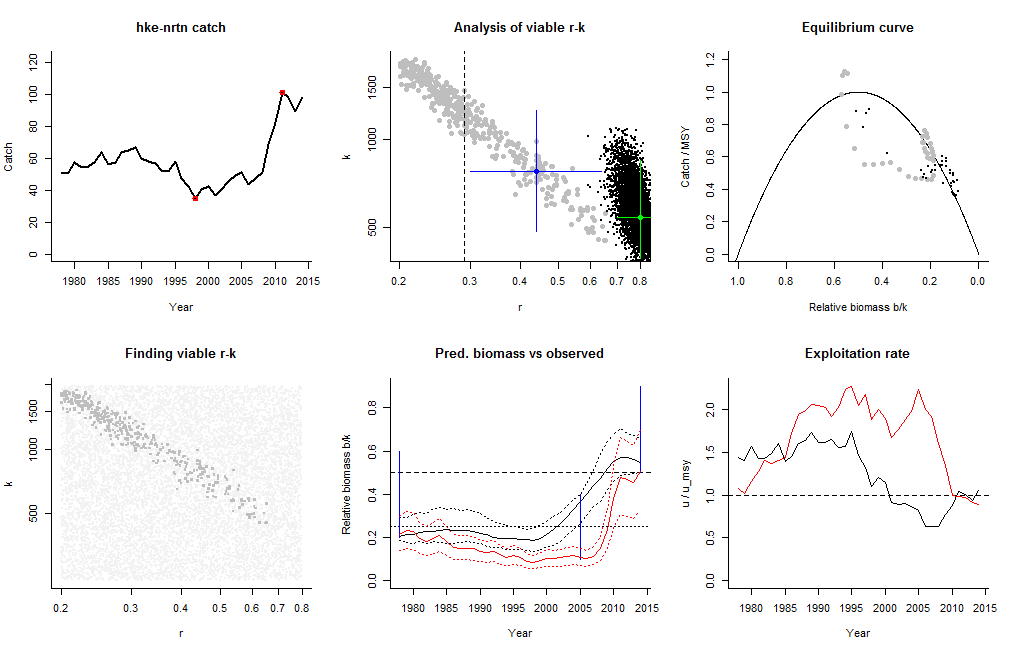 hke-nrtn catch
Catch
0 20 40 60 80 100 120
1980 1985 1990 1995 2000 2005 2010 2015
Year
Analysis of viable r-k
k
500 1000 1500
0.2 0.3 0.4 0.5 0.6 0.7 0.8
r
Equilibrium curve
Catch / MSY
0.0 0.2 0.4 0.6 0.8 1.0 1.2
1.0 0.8 0.6 0.4 0.2 0.0
Relative biomass b/k
Finding viable r-k
k
500 1000 1500
0.2 0.3 0.4 0.5 0.6 0.7 0.8
r
Pred. biomass vs observed
Relative biomass b/k
0.0 0.2 0.4 0.6 0.8
1980 1985 1990 1995 2000 2005 2010 2015
Year
Exploitation rate
u / u_msy
0.0 0.5 1.0 1.5 2.0
1980 1985 1990 1995 2000 2005 2010 2015
Year